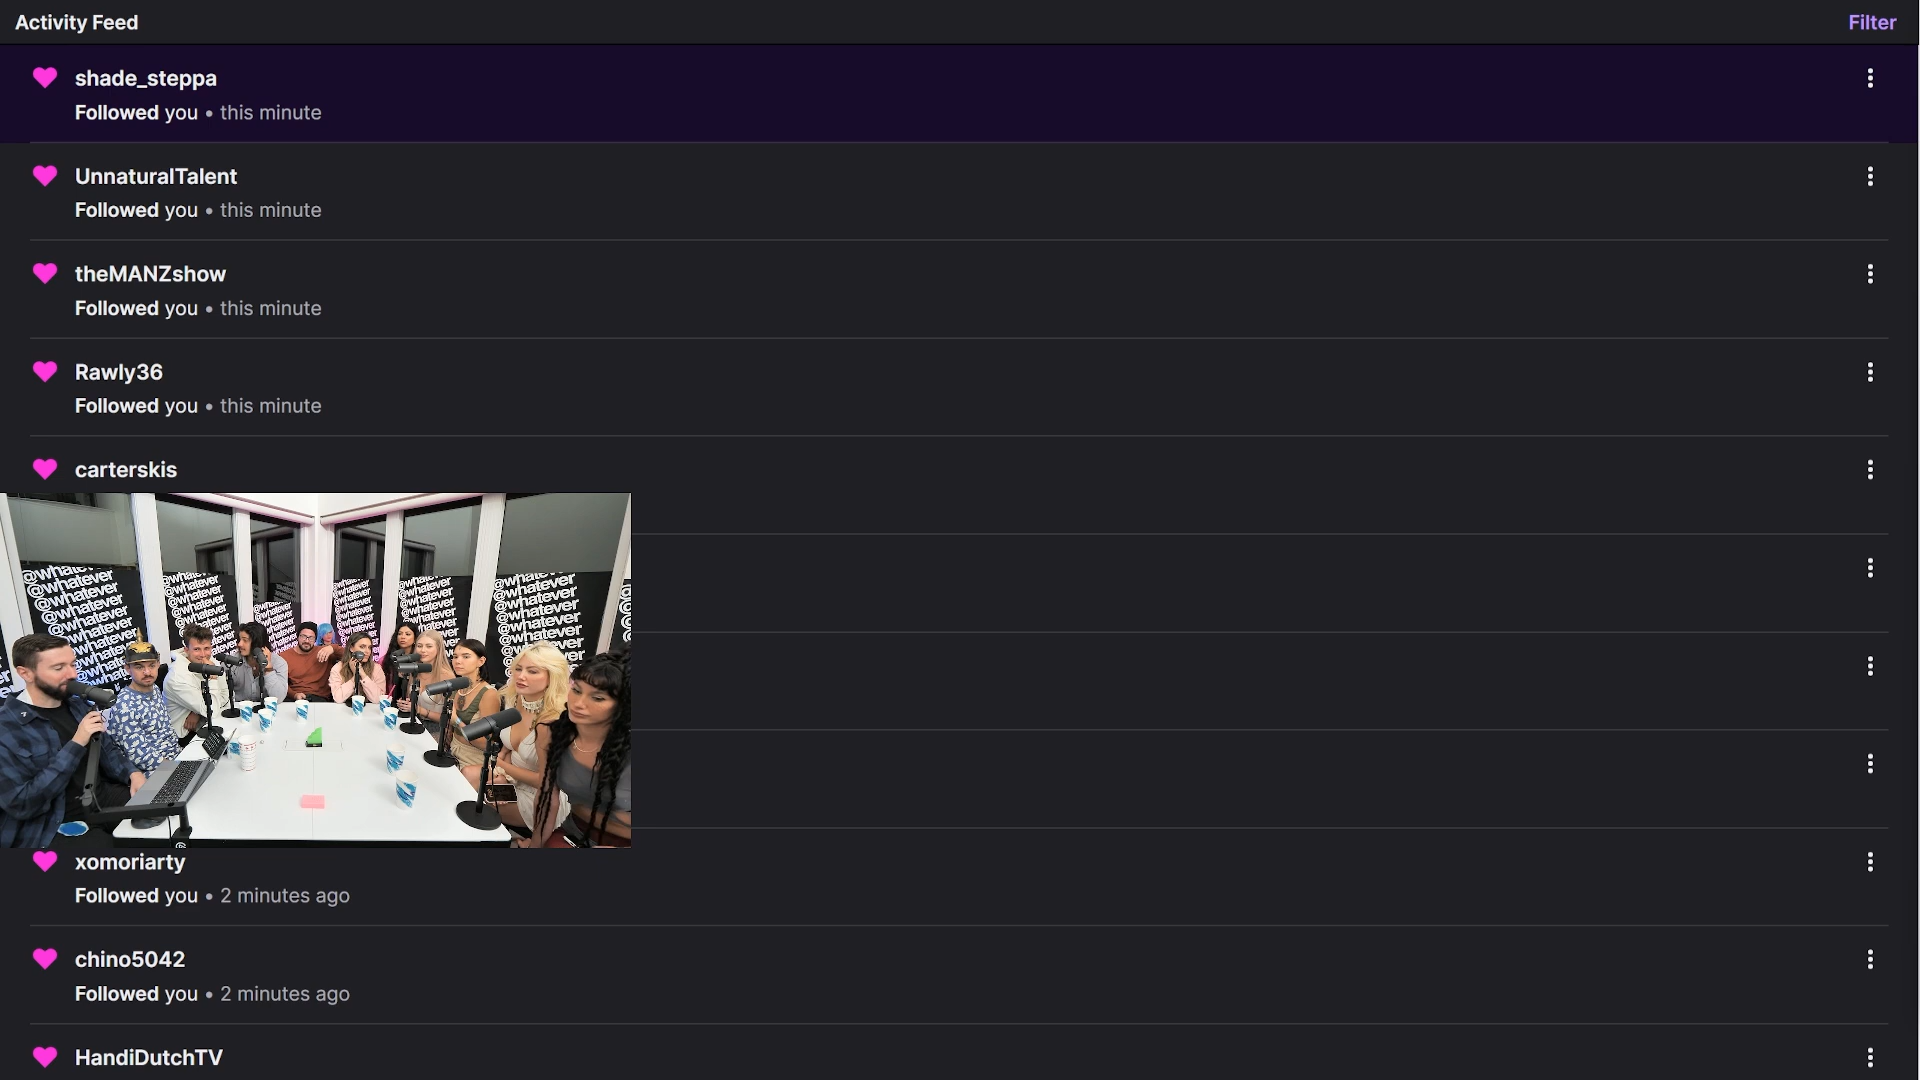 Activity Feed
Filter
shade_steppa
Followed you • this minute
UnnaturalTalent
Followed you • this minute
theMANZshow
Followed you • this minute
Rawly36
Followed you • this minute
carterskis
@whatever
@whatever
@whatever
@whatever
@whatever
@whatever
xomoriarty
Followed you • 2 minutes ago
chino5042
Followed you • 2 minutes ago
HandiDutchTV